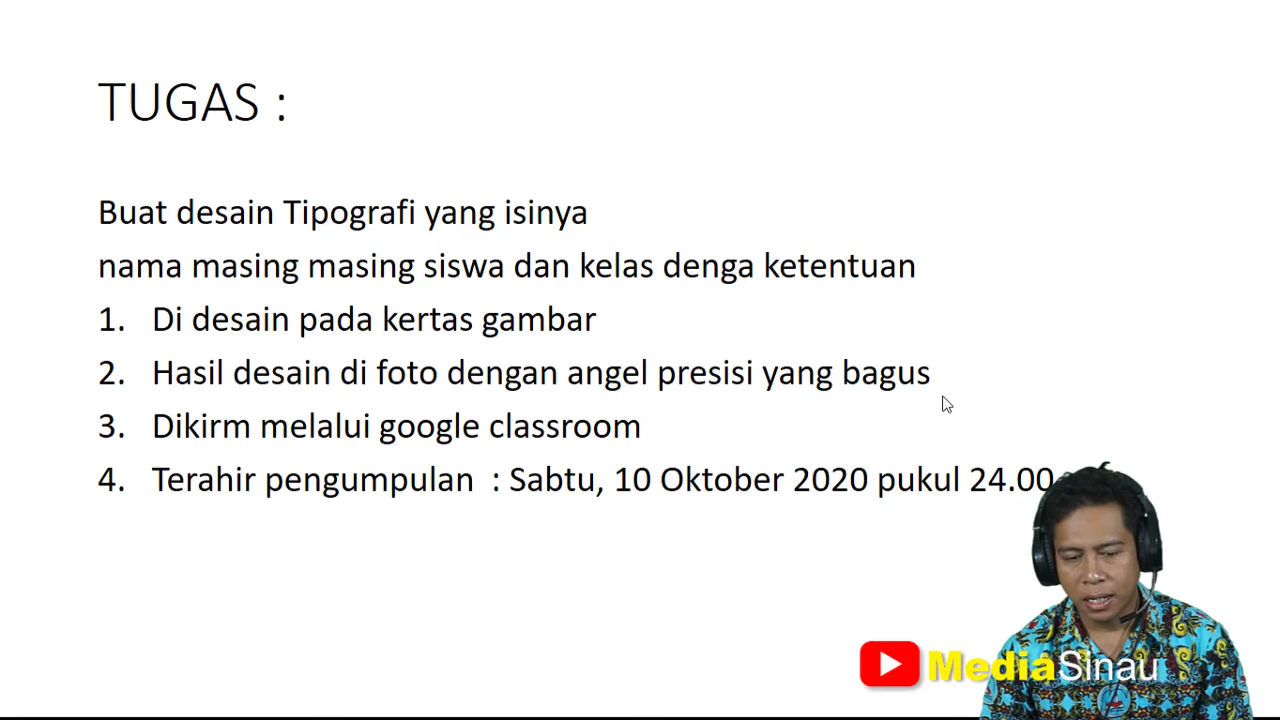 TUGAS :
Buat desain Tipografi yang isinya
nama masing masing siswa dan kelas denga ketentuan
1. Di desain pada kertas gambar
2. Hasil desain di foto dengan angel presisi yang bagus
3. Dikirm melalui google classroom
4. Terahir pengumpulan : Sabtu, 10 Oktober 2020 pukul 24.00
MediaSinau